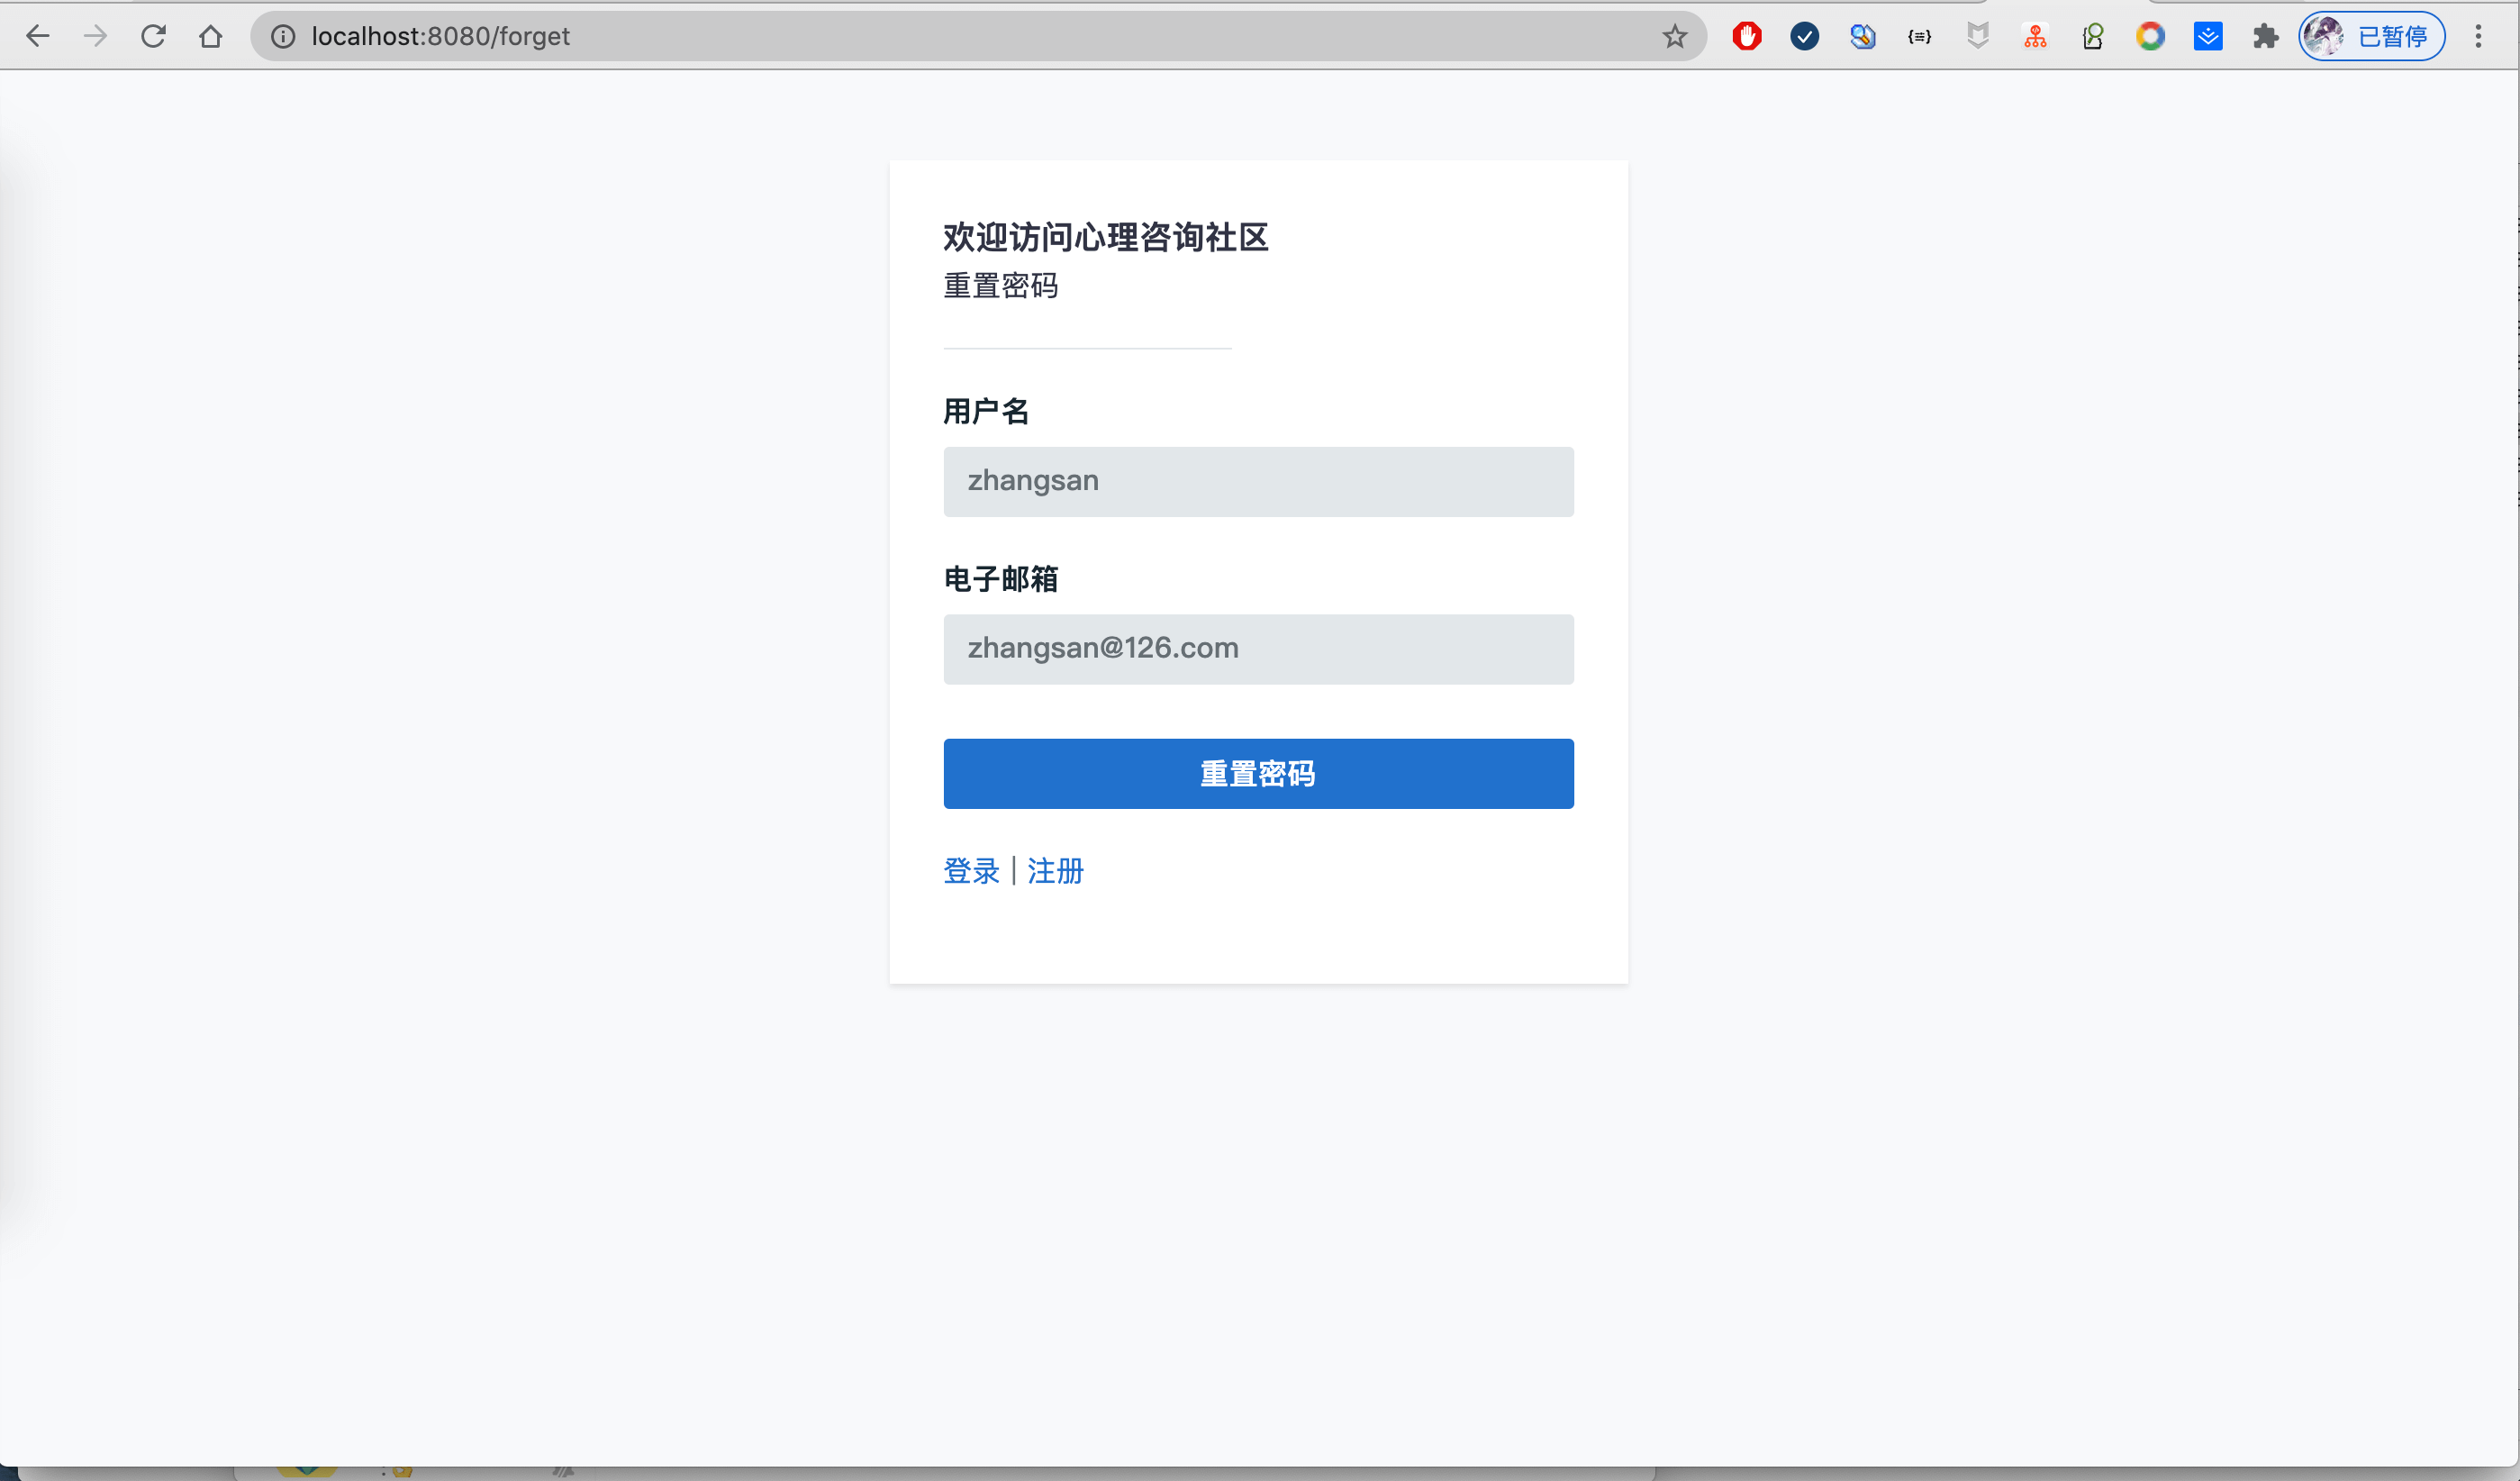 localhost:8080/forget
已暂停
欢迎访问心理咨询社区
重置密码
用户名
zhangsan
电子邮箱
zhangsan@126.com
重置密码
登录 | 注册